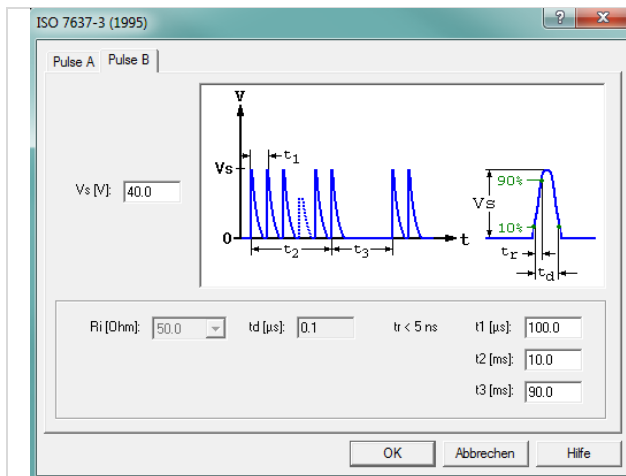 ISO 7637-3 (1995)
Pulse A Pulse B
Vs [V]: 40.0
V
Vs
t1
0
t
t2
t3
90%
Vs
10%
tr
td
Ri [Ohm]: 50.0 td [µs]: 0.1 tr < 5 ns t1 [µs]: 100.0
t2 [ms]: 10.0
t3 [ms]: 90.0
OK Abbrechen Hilfe